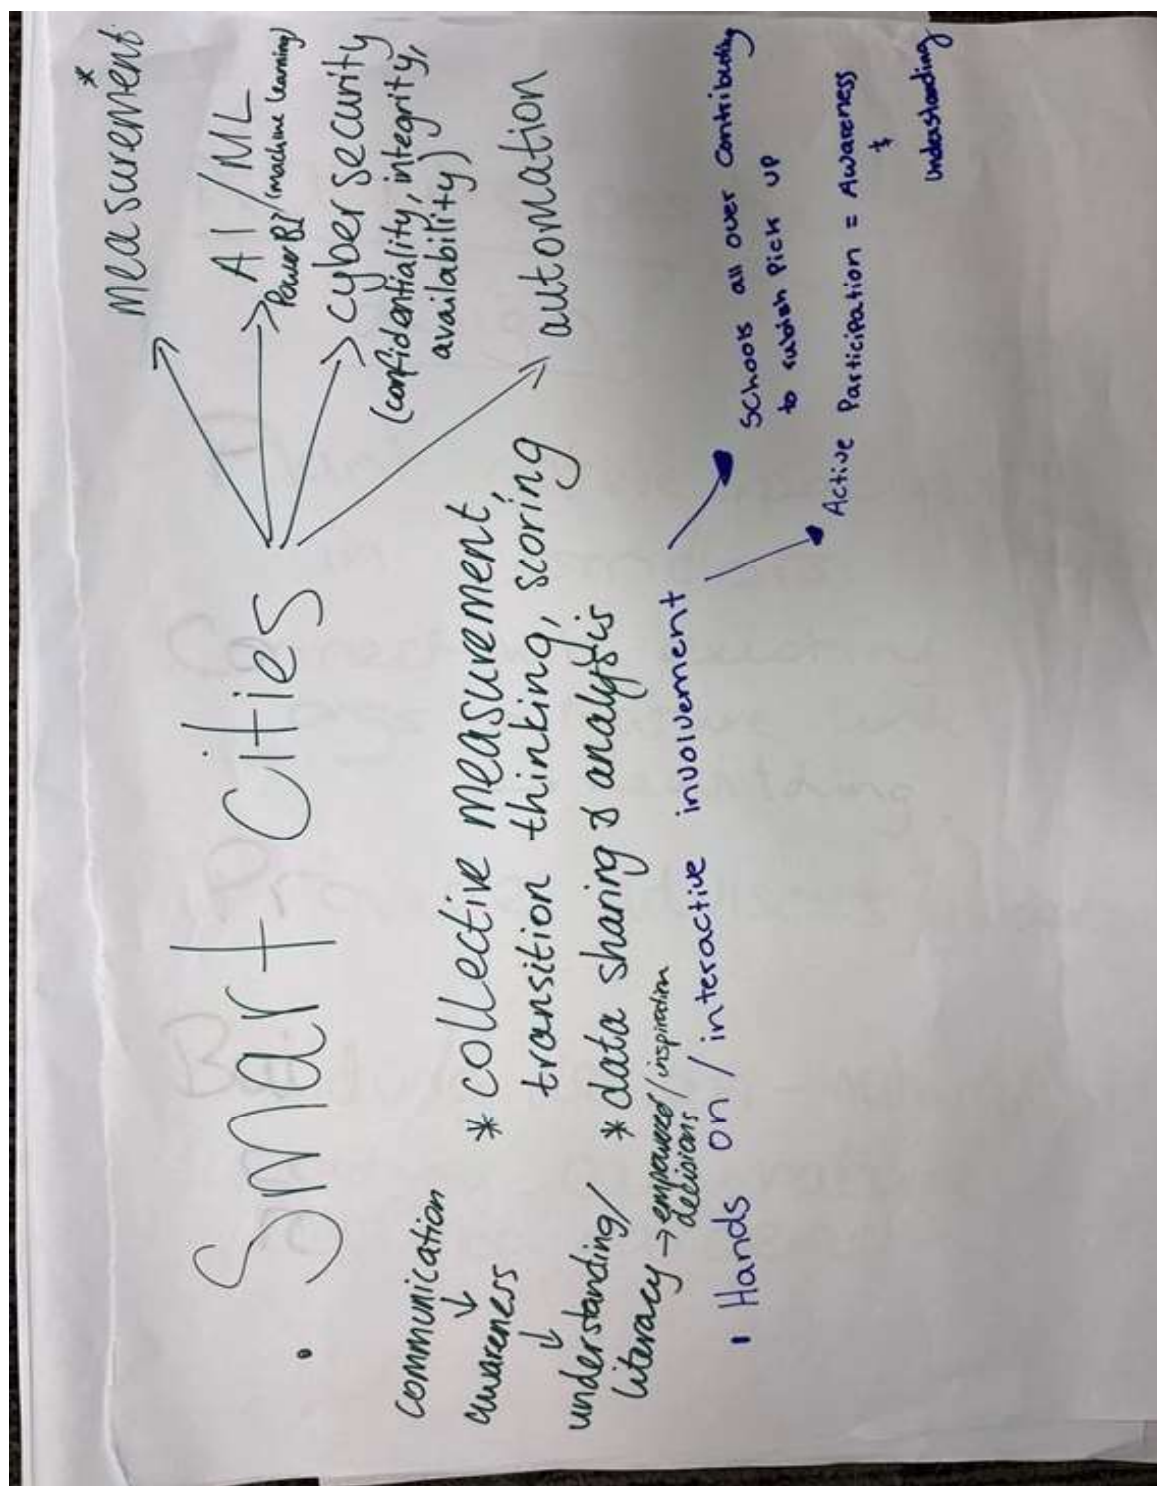 measurement*
• Smart Cities
AI/ML
Power BI/(machine learning)
cyber security
(confidentiality, integrity,
availability)
automation
communication
↓
awareness
↓
understanding/
literacy → empowered/inspiration
decisions
* collective measurement,
transition thinking, scoring
* data sharing & analysis
• Hands on/interactive involvement
Schools all over Contributing
to rubish Pick UP
Active Participation = Awareness
&
Understanding